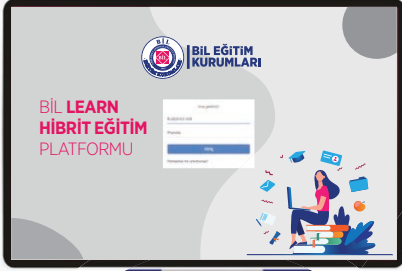 BİL EĞİTİM
KURUMLARI
BİL LEARN
HİBRİT EĞİTİM
PLATFORMU
Giriş